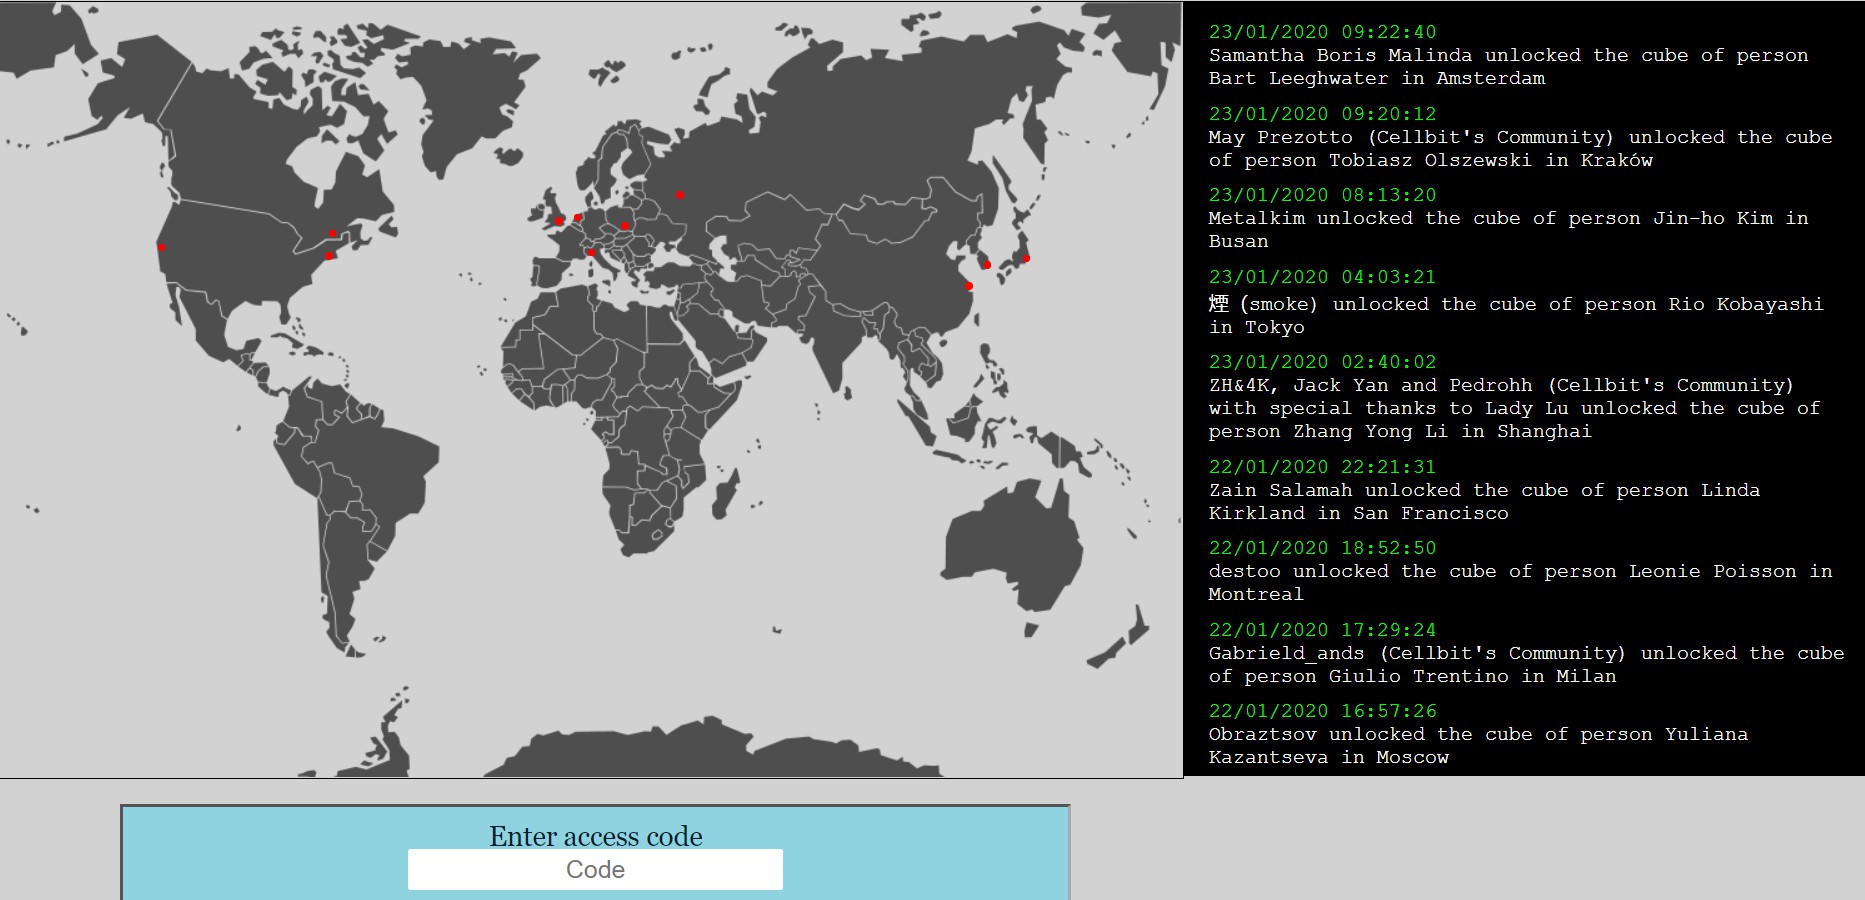 23/01/2020 09:22:40
Samantha Boris Malinda unlocked the cube of person
Bart Leeghwater in Amsterdam
23/01/2020 09:20:12
May Prezotto (Cellbit's Community) unlocked the cube
of person Tobiasz Olszewski in Kraków
23/01/2020 08:13:20
Metalkim unlocked the cube of person Jin-ho Kim in
Busan
23/01/2020 04:03:21
煙 (smoke) unlocked the cube of person Rio Kobayashi
in Tokyo
23/01/2020 02:40:02
ZH&4K, Jack Yan and Pedrohh (Cellbit's Community)
with special thanks to Lady Lu unlocked the cube of
person Zhang Yong Li in Shanghai
22/01/2020 22:21:31
Zain Salamah unlocked the cube of person Linda
Kirkland in San Francisco
22/01/2020 18:52:50
destoo unlocked the cube of person Leonie Poisson in
Montreal
22/01/2020 17:29:24
Gabrield_ands (Cellbit's Community) unlocked the cube
of person Giulio Trentino in Milan
22/01/2020 16:57:26
Obraztsov unlocked the cube of person Yuliana
Kazantseva in Moscow
Enter access code
Code